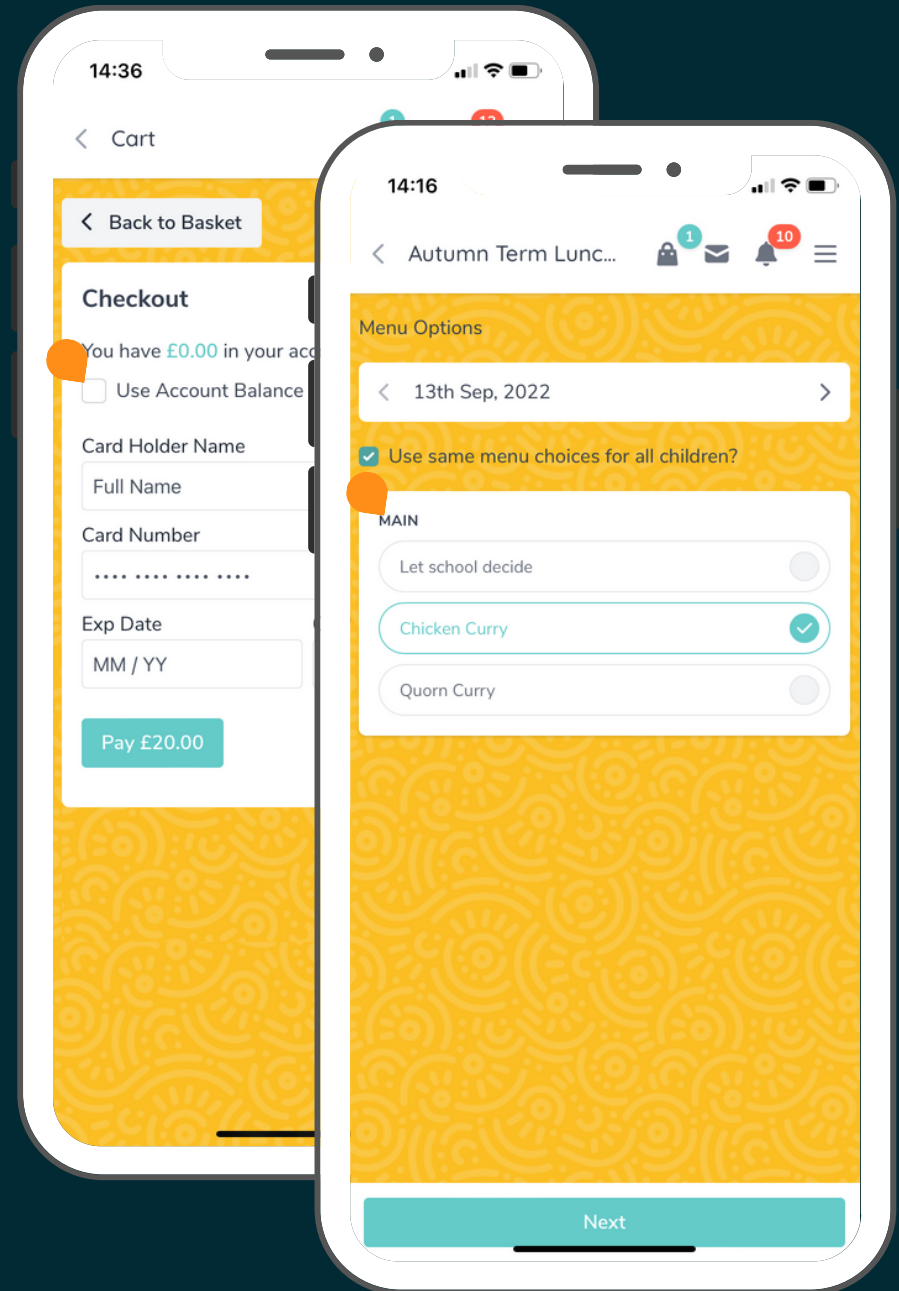 14:36
Cart
Back to Basket
Checkout
You have £0.00 in your acc
Use Account Balance
Card Holder Name
Full Name
Card Number
···· ···· ···· ····
Exp Date
MM / YY
Pay £20.00
14:16
Autumn Term Lunc...
1
10
Menu Options
13th Sep, 2022
Use same menu choices for all children?
MAIN
Let school decide
Chicken Curry
Quorn Curry
Next